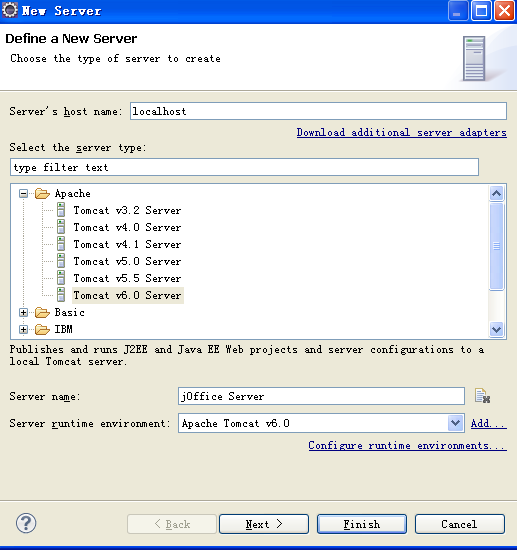 New Server
Define a New Server
Choose the type of server to create
Server's host name: localhost
Download additional server adapters
Select the server type:
type filter text
Apache
Tomcat v3.2 Server
Tomcat v4.0 Server
Tomcat v4.1 Server
Tomcat v5.0 Server
Tomcat v5.5 Server
Tomcat v6.0 Server
Basic
IBM
Publishes and runs J2EE and Java EE Web projects and server configurations to a
local Tomcat server.
Server name: jOffice Server
Server runtime environment: Apache Tomcat v6.0 Add...
Configure runtime environments...
? < Back Next > Finish Cancel